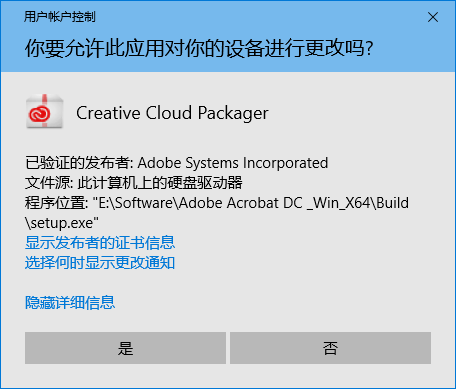 用户帐户控制
你要允许此应用对你的设备进行更改吗?
Creative Cloud Packager
已验证的发布者: Adobe Systems Incorporated
文件源: 此计算机上的硬盘驱动器
程序位置: "E:\Software\Adobe Acrobat DC _Win_X64\Build
\setup.exe"
显示发布者的证书信息
选择何时显示更改通知
隐藏详细信息
是
否